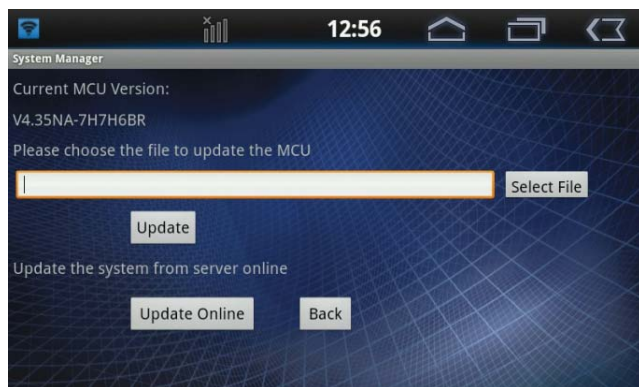 12:56
System Manager
Current MCU Version:
V4.35NA-7H7H6BR
Please choose the file to update the MCU
Select File
Update
Update the system from server online
Update Online Back